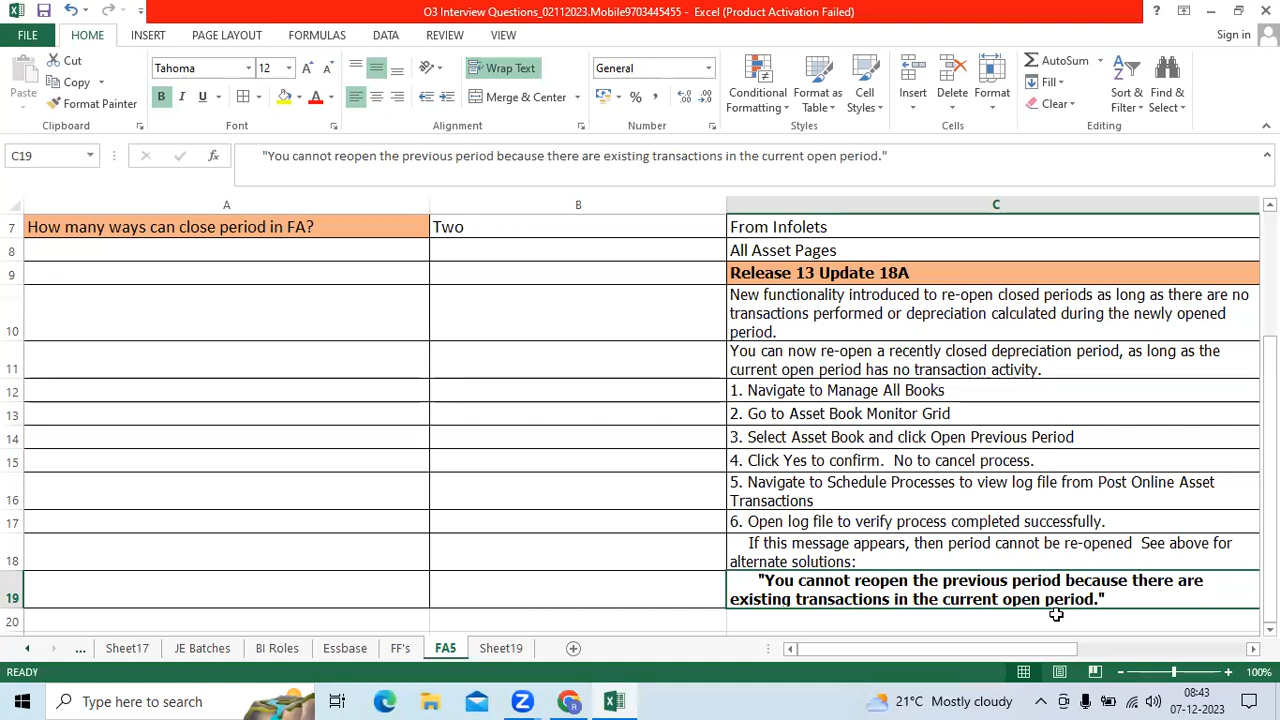 O3 Interview Questions_02112023.Mobile9703445455 - Excel (Product Activation Failed)
FILE HOME INSERT PAGE LAYOUT FORMULAS DATA REVIEW VIEW Sign in
Cut
Copy
Format Painter
Paste
Clipboard
Tahoma 12
B I U
Font
Wrap Text
Merge & Center
Alignment
General
% ,
Number
Conditional Formatting
Format as Table
Cell Styles
Styles
Insert Delete Format
Cells
AutoSum
Fill
Clear
Sort & Filter
Find & Select
Editing
C19 fx "You cannot reopen the previous period because there are existing transactions in the current open period."
A B C
7 How many ways can close period in FA? Two From Infolets
8 All Asset Pages
9 Release 13 Update 18A
New functionality introduced to re-open closed periods as long as there are no
transactions performed or depreciation calculated during the newly opened
10 period.
You can now re-open a recently closed depreciation period, as long as the
11 current open period has no transaction activity.
12 1. Navigate to Manage All Books
13 2. Go to Asset Book Monitor Grid
14 3. Select Asset Book and click Open Previous Period
15 4. Click Yes to confirm.  No to cancel process.
5. Navigate to Schedule Processes to view log file from Post Online Asset
16 Transactions
17 6. Open log file to verify process completed successfully.
If this message appears, then period cannot be re-opened  See above for
18 alternate solutions:
"You cannot reopen the previous period because there are
19 existing transactions in the current open period."
20
... Sheet17 JE Batches BI Roles Essbase FF's FA5 Sheet19
READY 100%
Type here to search 21°C Mostly cloudy 08:43
07-12-2023